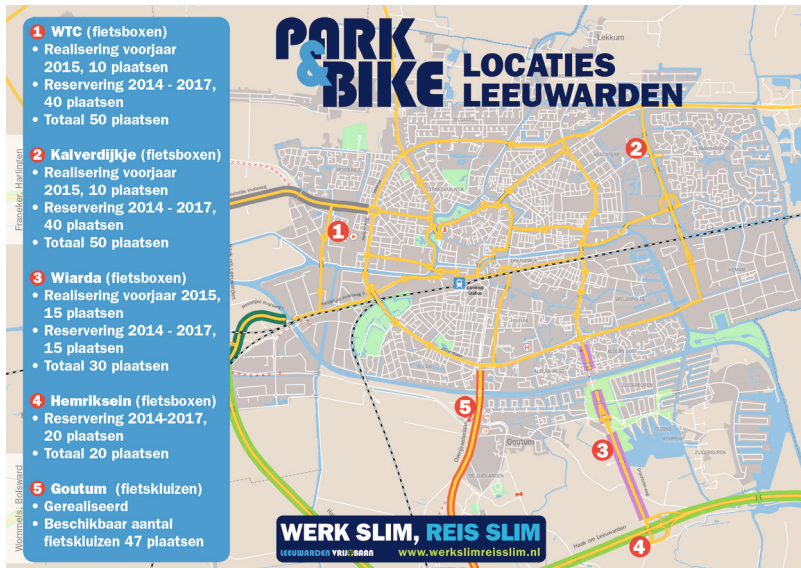 PARK
& BIKE
LOCATIES
LEEUWARDEN
1 WTC (fietsboxen)
• Realisering voorjaar
2015, 10 plaatsen
• Reservering 2014 - 2017,
40 plaatsen
• Totaal 50 plaatsen
2 Kalverdijkje (fietsboxen)
• Realisering voorjaar
2015, 10 plaatsen
• Reservering 2014 - 2017,
40 plaatsen
• Totaal 50 plaatsen
3 Wiarda (fietsboxen)
• Realisering voorjaar 2015,
15 plaatsen
• Reservering 2014 - 2017,
15 plaatsen
• Totaal 30 plaatsen
4 Hemriksein (fietsboxen)
• Reservering 2014-2017,
20 plaatsen
• Totaal 20 plaatsen
5 Goutum (fietskluizen)
• Gerealiseerd
• Beschikbaar aantal
fietskluizen 47 plaatsen
Franeker, Harlingen
Wommels, Bolsward
Lekkum
2
1
5
Goutum
3
4
Haak om Leeuwarden
WERK SLIM, REIS SLIM
LEEUWARDEN VRIJBAAN
www.werkslimreisslim.nl